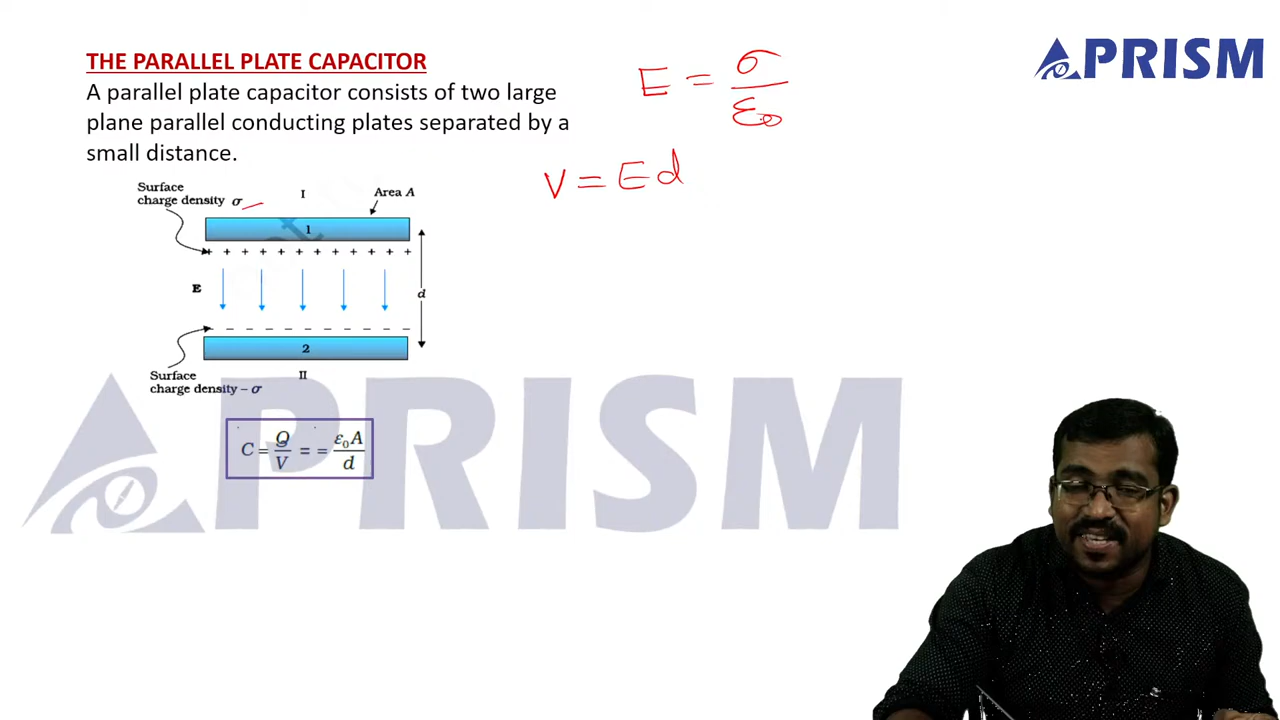 THE PARALLEL PLATE CAPACITOR
A parallel plate capacitor consists of two large
plane parallel conducting plates separated by a
small distance.
E = σ/ε₀
V = Ed
PRISM
Surface
charge density σ
I
Area A
1
+ + + + + + + + + + + +
E
d
– – – – – – – – – – –
2
Surface
charge density – σ
II
C = Q/V = = ε₀A/d
PRISM